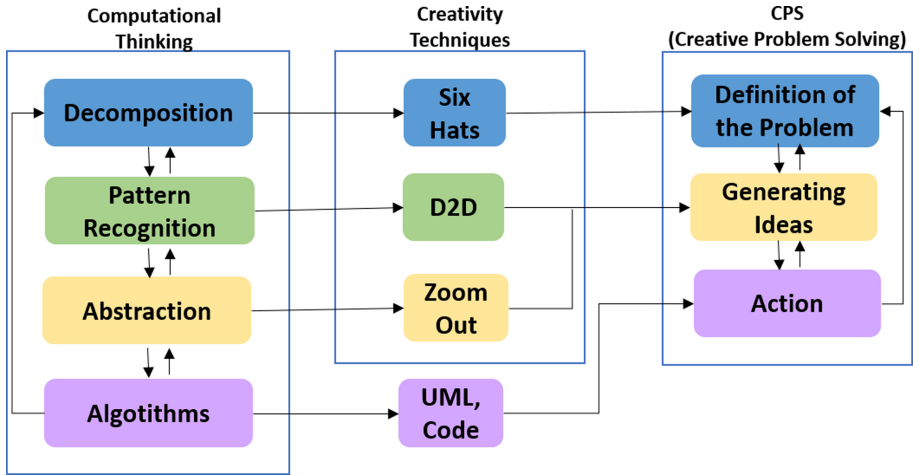 Computational
Thinking
Creativity
Techniques
CPS
(Creative Problem Solving)
Decomposition
Six
Hats
Definition of
the Problem
Pattern
Recognition
D2D
Generating
Ideas
Abstraction
Zoom
Out
Action
Algotithms
UML,
Code